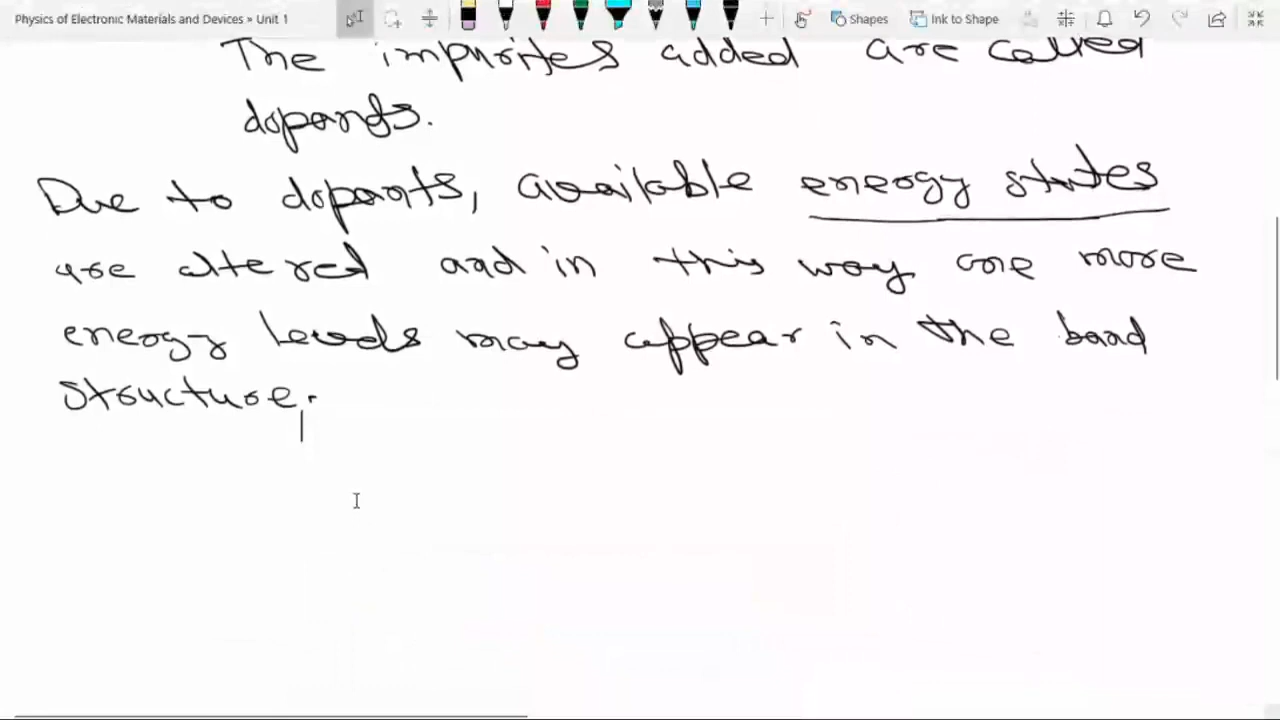 Physics of Electronic Materials and Devices » Unit 1
Shapes
Ink to Shape
The impurites added are called
dopants.
Due to dopants, available energy states
are altered and in this way one more
energy levels may appear in the band
structure.